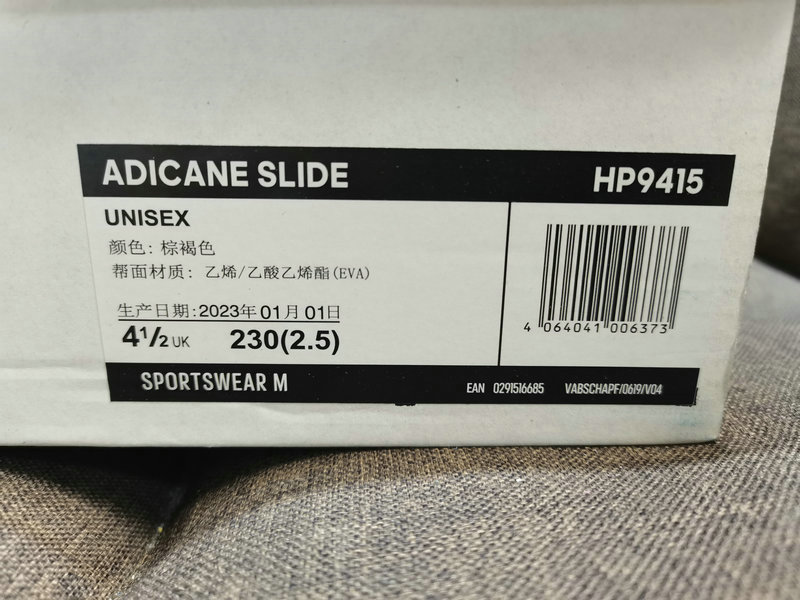 ADICANE SLIDE HP9415
UNISEX
颜色: 棕褐色
帮面材质: 乙烯/乙酸乙烯酯(EVA)
生产日期:2023年01月01日
4½ UK 230(2.5)
4 064041 006373
SPORTSWEAR M EAN 0291516685 VABSCHAPF/0619/V04